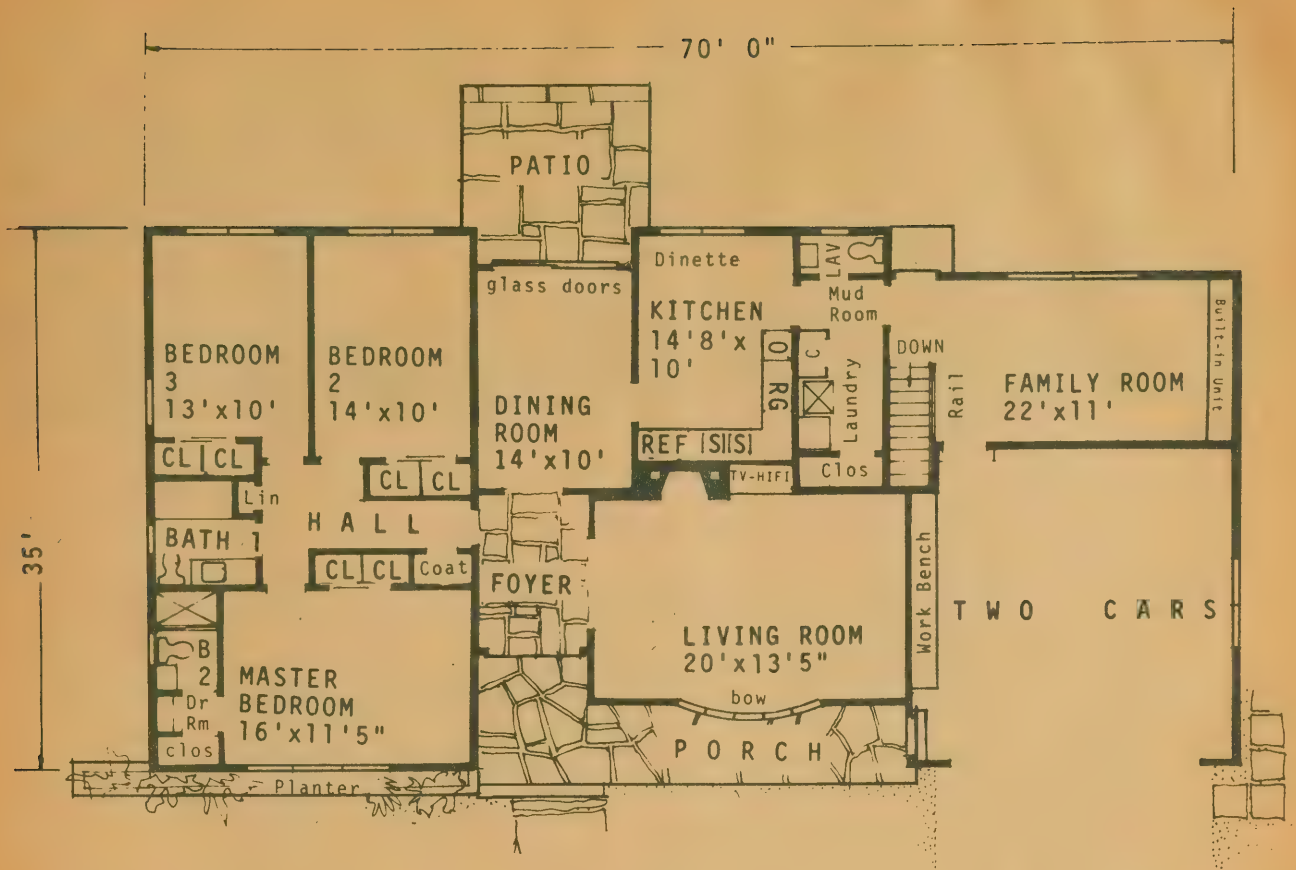 70' 0"
PATIO
glass doors
Dinette
LAV
Mud
Room
KITCHEN
14'8'x
10'
BEDROOM
3
13'x10'
BEDROOM
2
14'x10'
DINING
ROOM
14'x10'
O
RG
C
Laundry
DOWN
Rail
FAMILY ROOM
22'x11'
Built-in Unit
REF S S
CL CL
CL CL
Lin
TV-HIFI
Clos
HALL
BATH 1
CL CL Coat
FOYER
35'
Work Bench
TWO CARS
LIVING ROOM
20'x13'5"
bow
B
2
Dr
Rm
clos
MASTER
BEDROOM
16'x11'5"
PORCH
Planter